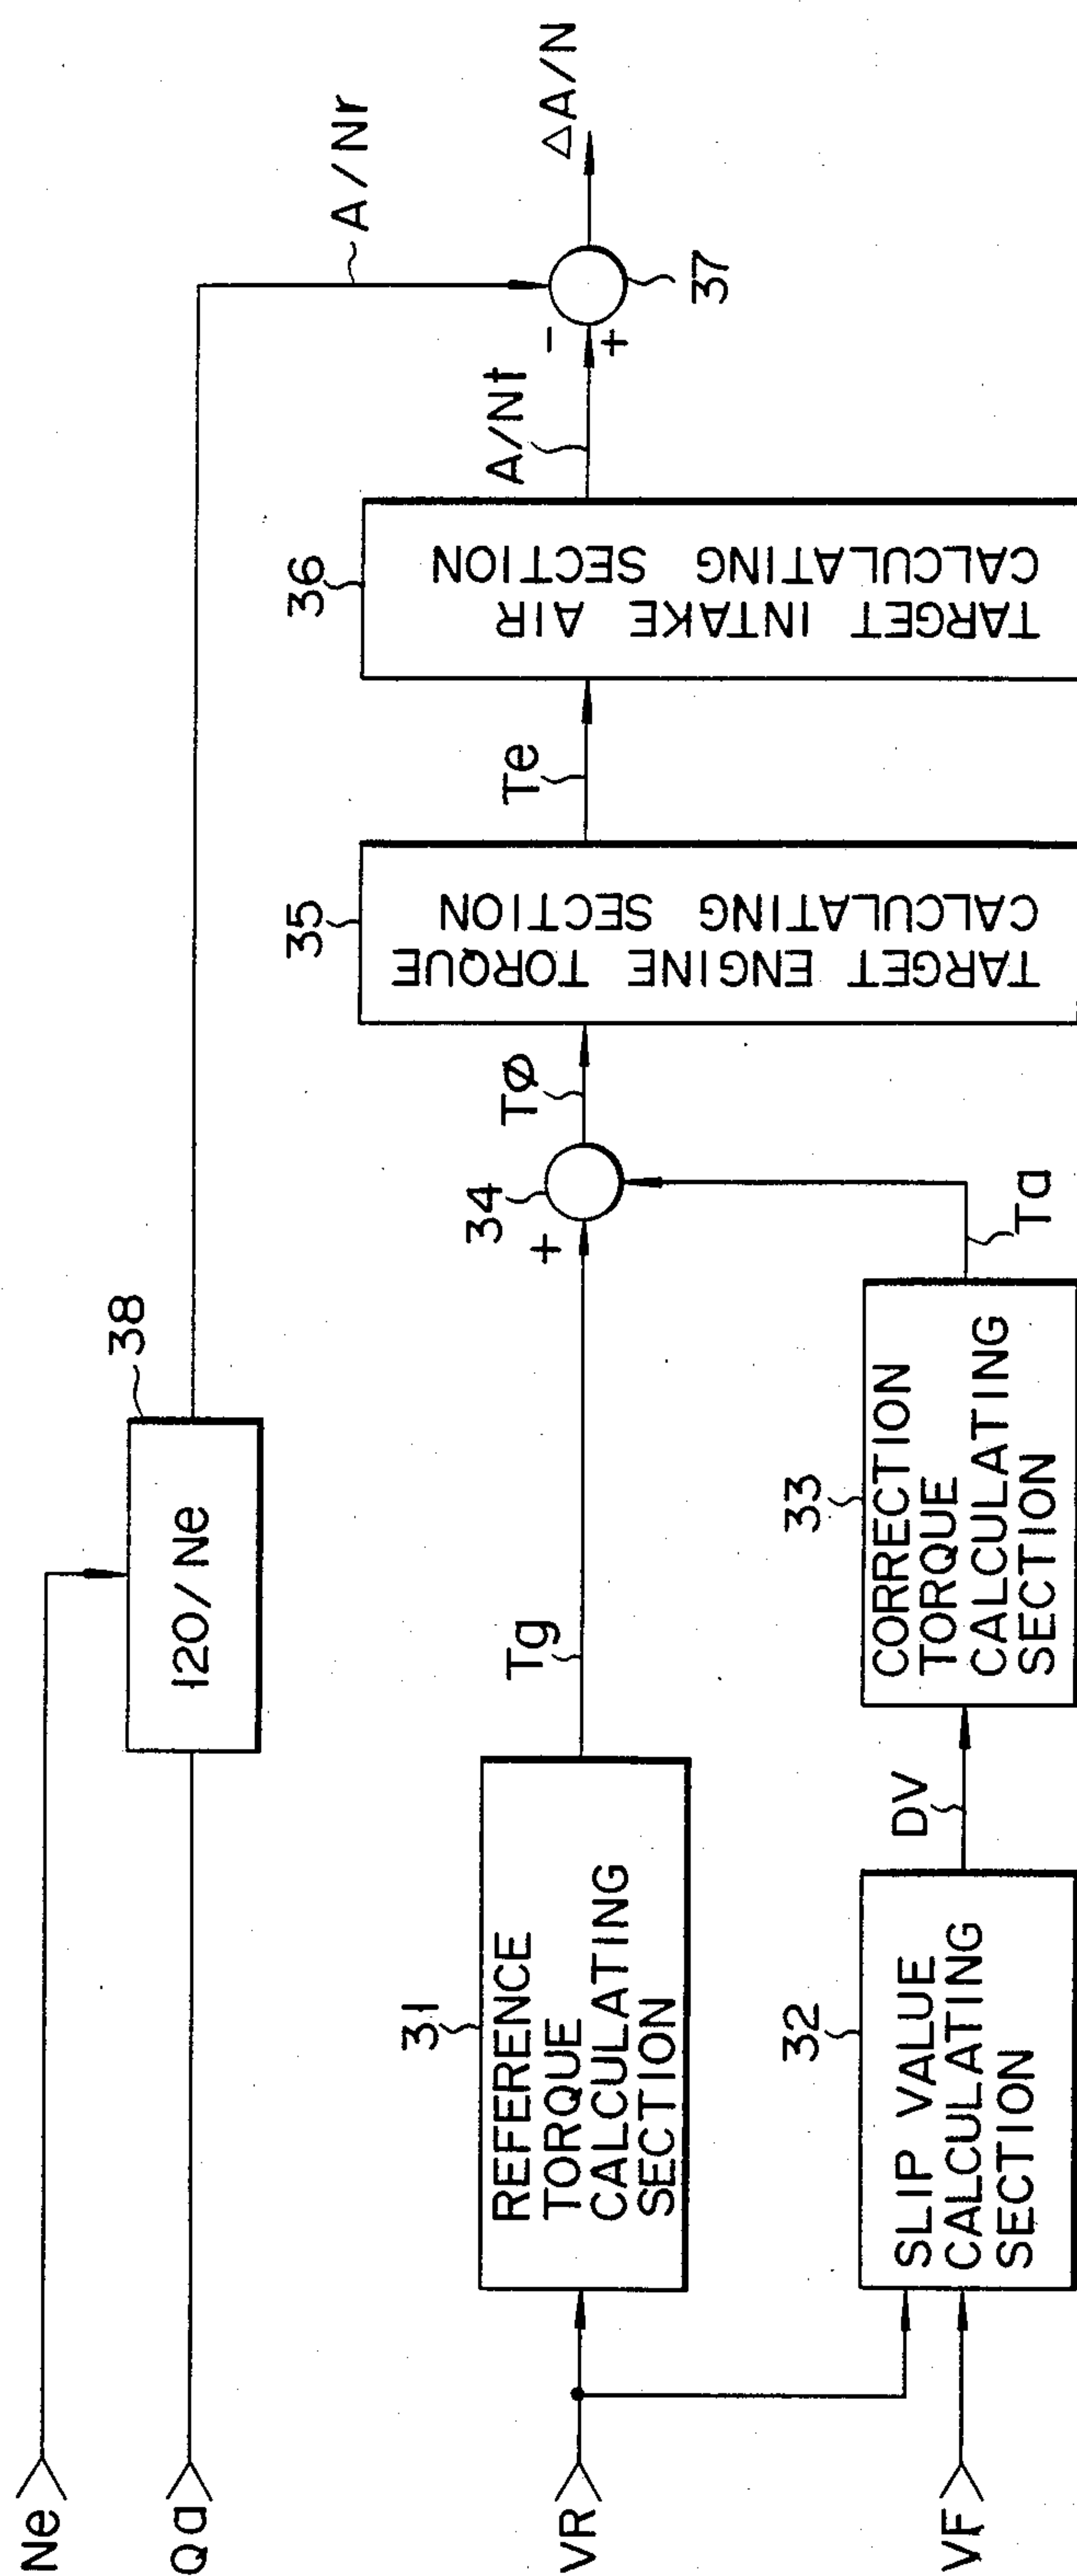 Ne
Qa
VR
VF
38
120/Ne
A/Nr
31
REFERENCE
TORQUE
CALCULATING
SECTION
Tg
32
SLIP VALUE
CALCULATING
SECTION
DV
33
CORRECTION
TORQUE
CALCULATING
SECTION
Ta
34
+
TØ
35
TARGET ENGINE TORQUE
CALCULATING SECTION
Te
36
TARGET INTAKE AIR
CALCULATING SECTION
A/Nt
-
+
37
△A/N